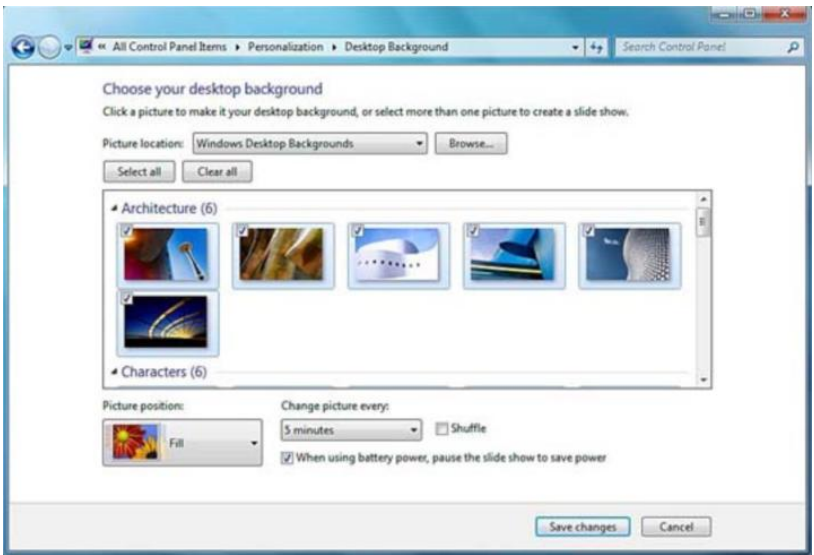 « All Control Panel Items ▸ Personalization ▸ Desktop Background
Search Control Panel
Choose your desktop background
Click a picture to make it your desktop background, or select more than one picture to create a slide show.
Picture location: Windows Desktop Backgrounds Browse...
Select all Clear all
Architecture (6)
Characters (6)
Picture position: Change picture every:
Fill 5 minutes Shuffle
When using battery power, pause the slide show to save power
Save changes Cancel